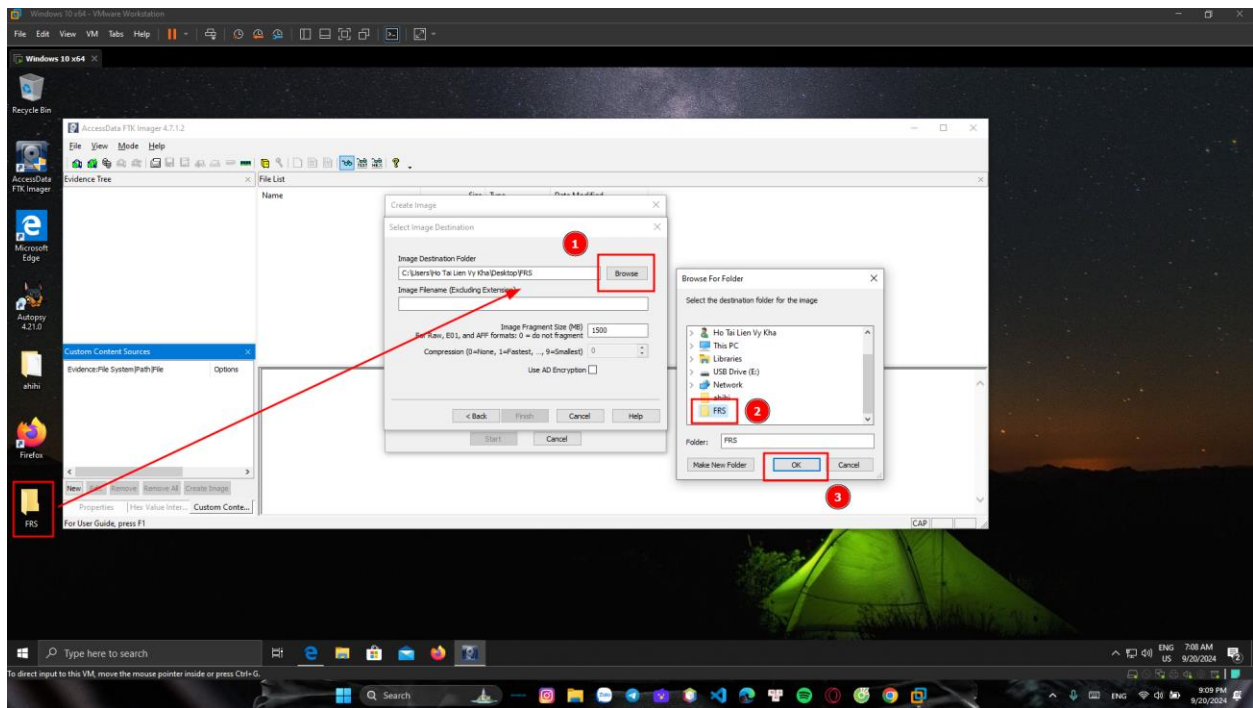 Windows 10 x64 - VMware Workstation
File Edit View VM Tabs Help
Windows 10 x64
Recycle Bin
AccessData FTK Imager
Microsoft Edge
Autopsy 4.21.0
ahihi
Firefox
FRS
AccessData FTK Imager 4.7.1.2
File View Mode Help
Evidence Tree
File List
Name Size Type Date Modified
Custom Content Sources
Evidence:File System|Path|File Options
New Edit Remove Remove All Create Image
Properties Hex Value Inter... Custom Conte...
For User Guide, press F1
CAP
Create Image
Select Image Destination
1
Image Destination Folder
C:\Users\Ho Tai Lien Vy Kha\Desktop\FRS
Browse
Image Filename (Excluding Extension)
Image Fragment Size (MB) 1500
For Raw, E01, and AFF formats: 0 = do not fragment
Compression (0=None, 1=Fastest, ..., 9=Smallest) 0
Use AD Encryption
< Back Finish Cancel Help
Start Cancel
Browse For Folder
Select the destination folder for the image
Ho Tai Lien Vy Kha
This PC
Libraries
USB Drive (E:)
Network
ahihi
FRS
2
Folder: FRS
Make New Folder OK Cancel
3
Type here to search
ENG 7:08 AM
US 9/20/2024
2
To direct input to this VM, move the mouse pointer inside or press Ctrl+G.
Search
Zalo
ENG
9:09 PM
9/20/2024